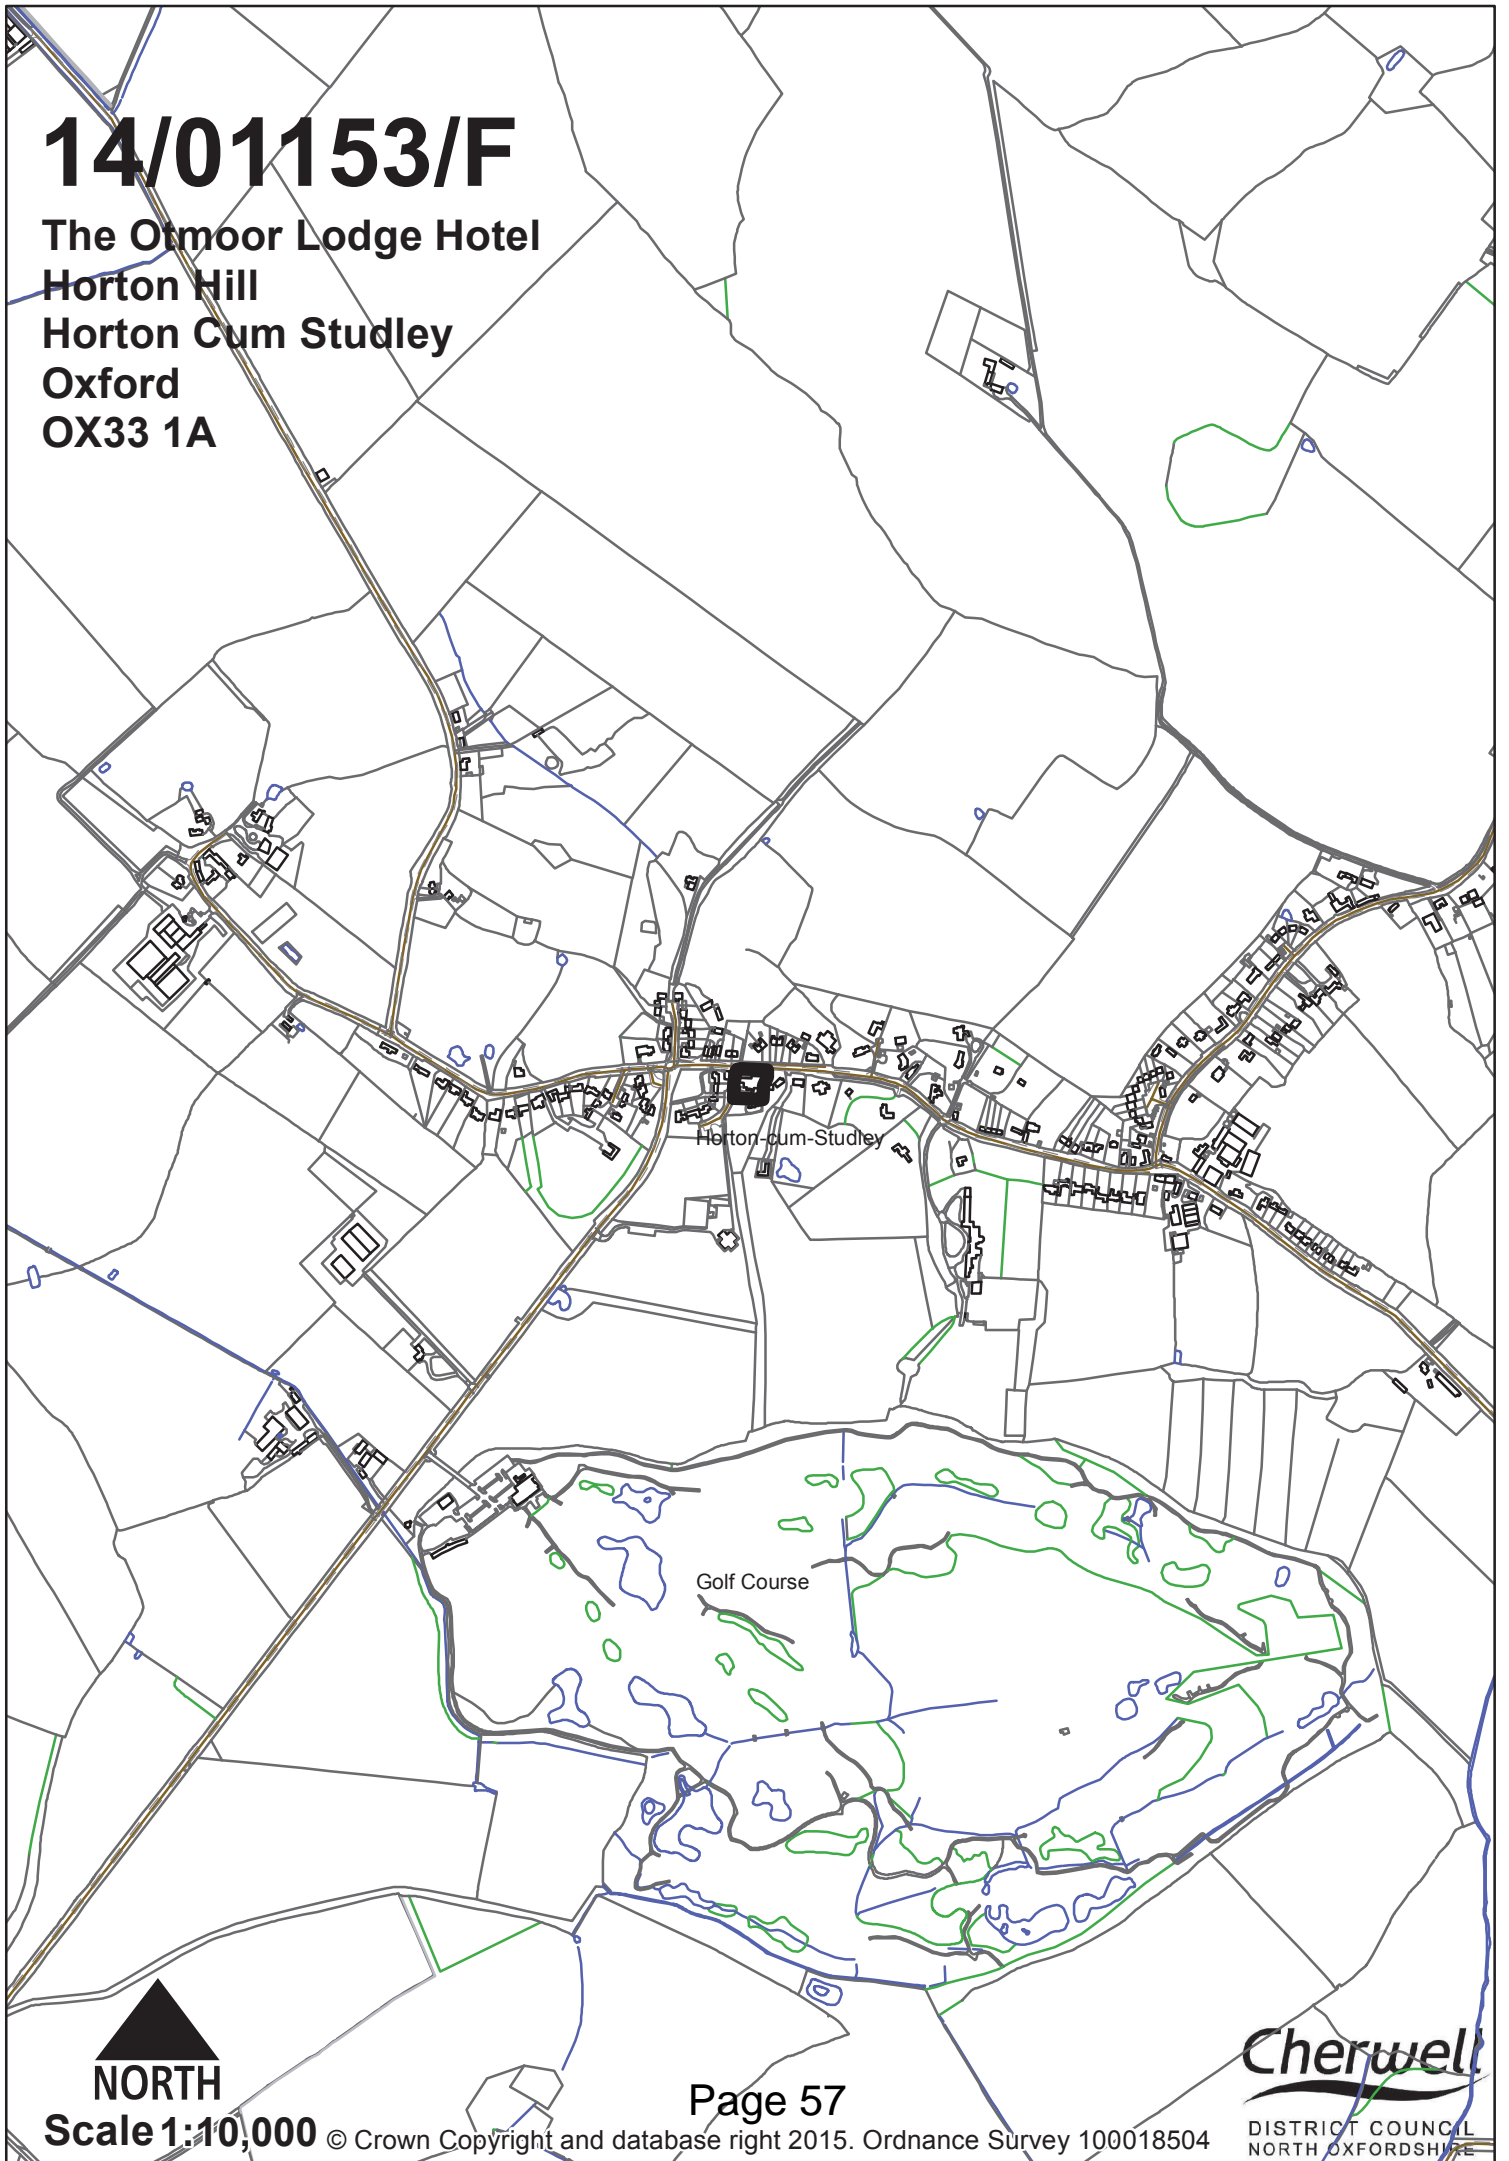 14/01153/F
The Otmoor Lodge Hotel
Horton Hill
Horton Cum Studley
Oxford
OX33 1A
Horton-cum-Studley
Golf Course
NORTH
Scale 1:10,000
Page 57
© Crown Copyright and database right 2015. Ordnance Survey 100018504
Cherwell
DISTRICT COUNCIL
NORTH OXFORDSHIRE